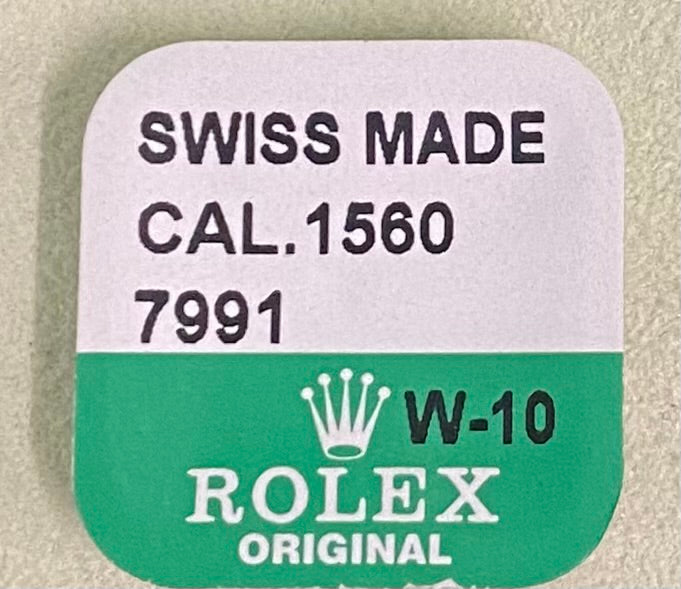 SWISS MADE
CAL.1560
7991
W-10
ROLEX
ORIGINAL